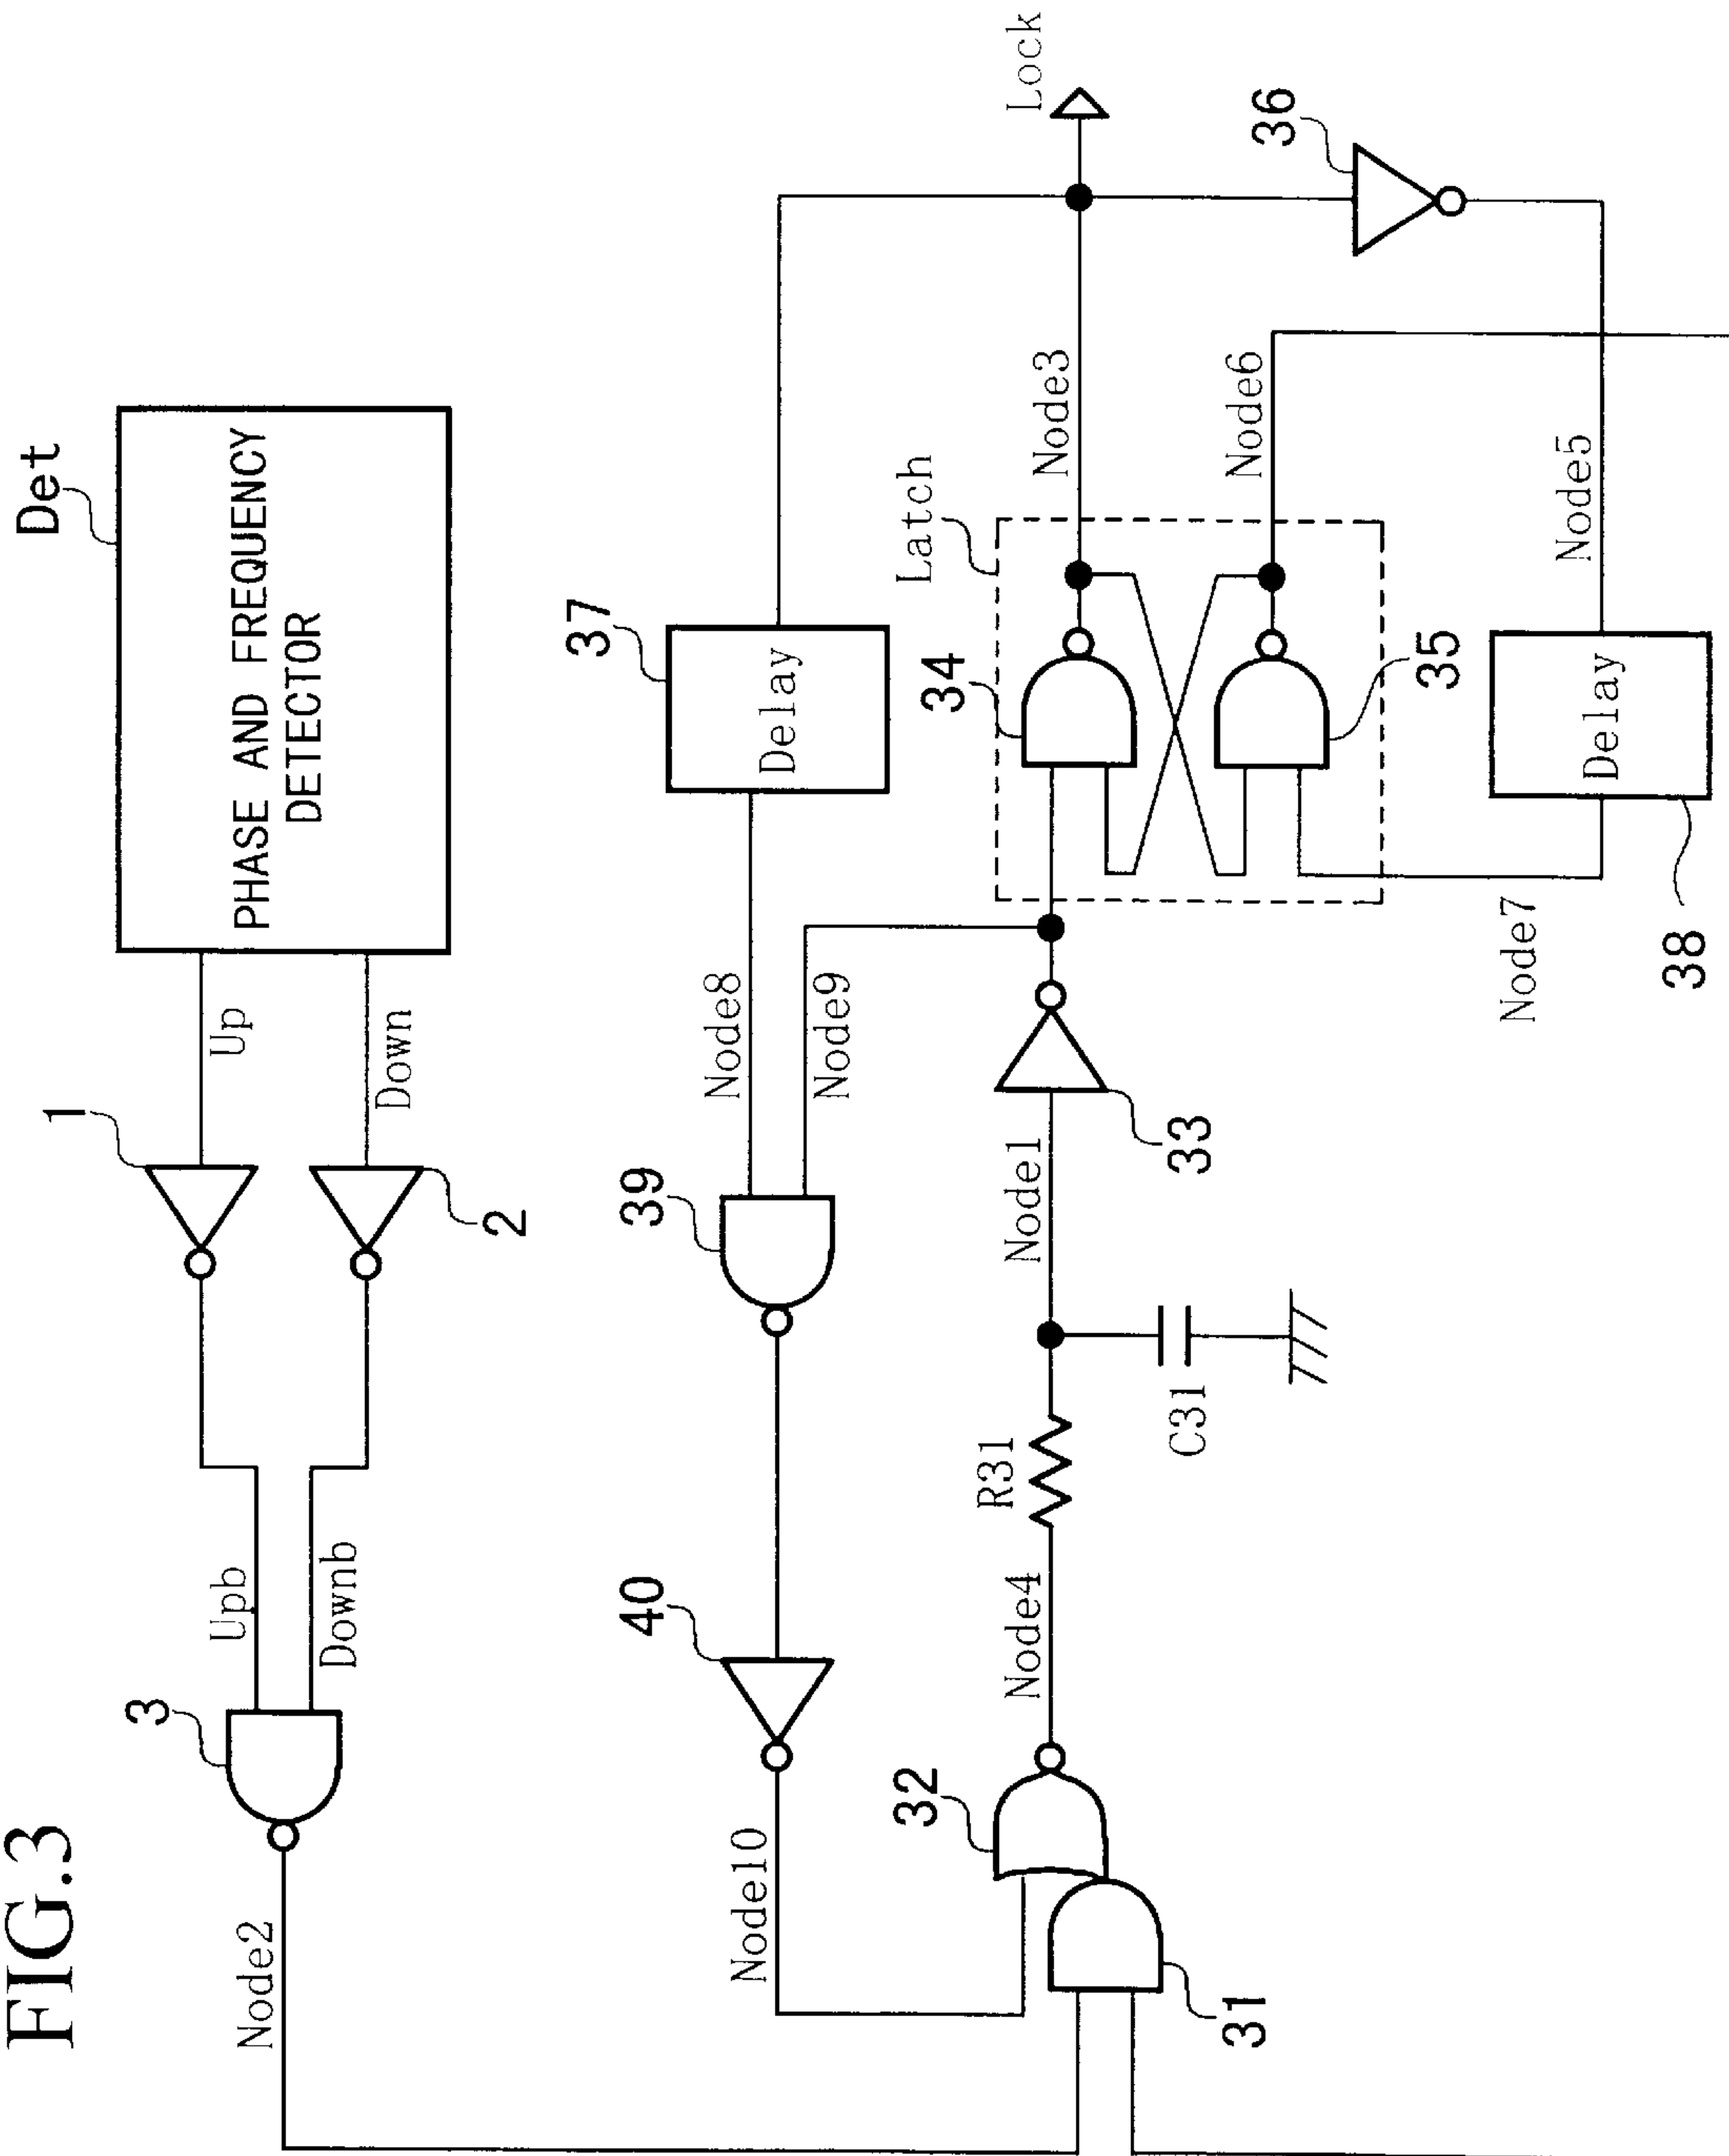 FIG.3
Det
PHASE AND FREQUENCY
DETECTOR
Up
Down
1
2
Upb
Downb
3
Node2
37
Delay
Node8
Node9
39
40
Node10
Lock
Latch
Node3
34
Node6
35
36
Node5
Delay
38
Node7
33
Node1
C31
R31
Node4
32
31